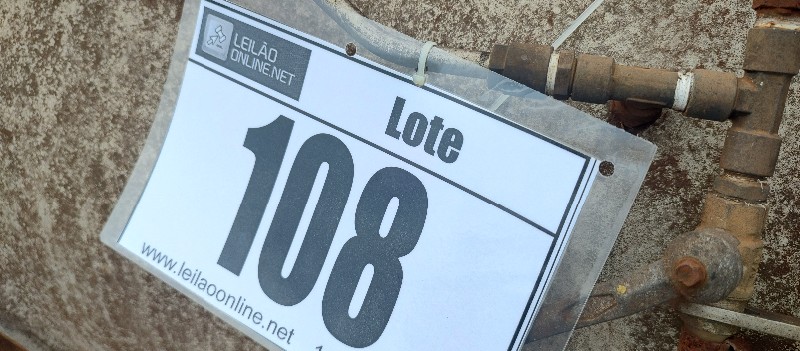 LEILÃO
ONLINE.NET
Lote
108
www.leilaoonline.net